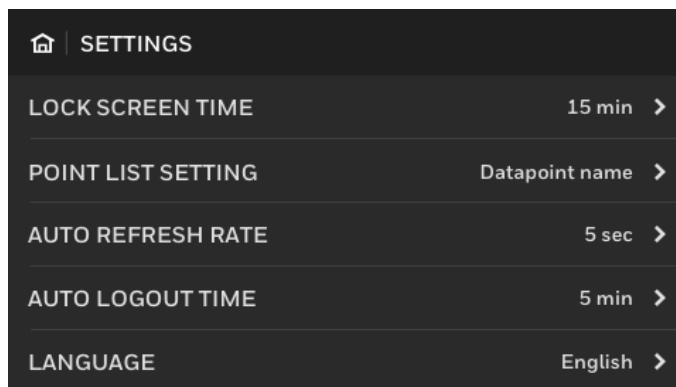 SETTINGS
LOCK SCREEN TIME 15 min
POINT LIST SETTING Datapoint name
AUTO REFRESH RATE 5 sec
AUTO LOGOUT TIME 5 min
LANGUAGE English